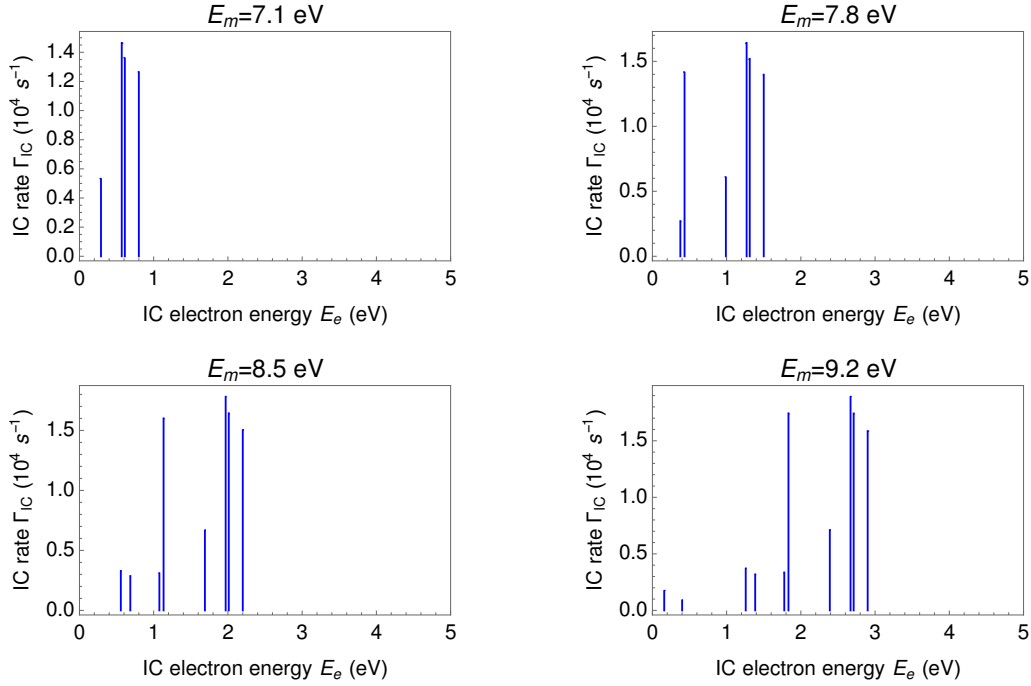 E_m=7.1 eV
IC rate Γ_IC (10^4 s^−1)
1.4
1.2
1.0
0.8
0.6
0.4
0.2
0.0
0 1 2 3 4 5
IC electron energy E_e (eV)
E_m=7.8 eV
IC rate Γ_IC (10^4 s^−1)
1.5
1.0
0.5
0.0
0 1 2 3 4 5
IC electron energy E_e (eV)
E_m=8.5 eV
IC rate Γ_IC (10^4 s^−1)
1.5
1.0
0.5
0.0
0 1 2 3 4 5
IC electron energy E_e (eV)
E_m=9.2 eV
IC rate Γ_IC (10^4 s^−1)
1.5
1.0
0.5
0.0
0 1 2 3 4 5
IC electron energy E_e (eV)